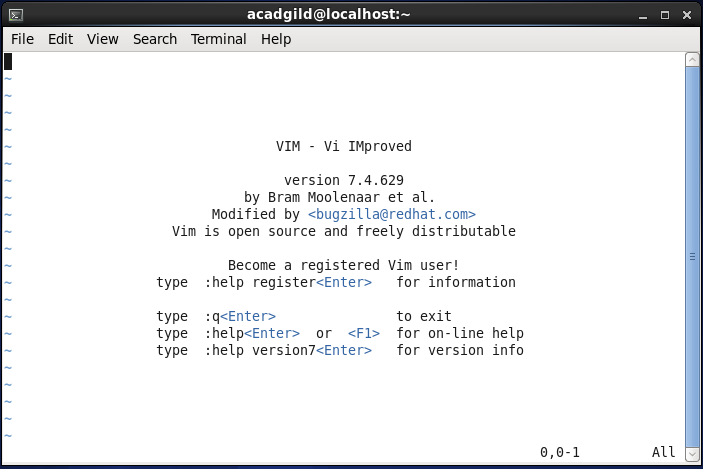 acadgild@localhost:~
File Edit View Search Terminal Help
~
~
~
~
~
VIM - Vi IMproved
~
version 7.4.629
by Bram Moolenaar et al.
Modified by <bugzilla@redhat.com>
Vim is open source and freely distributable
~
Become a registered Vim user!
type :help register<Enter> for information
~
type :q<Enter> to exit
type :help<Enter> or <F1> for on-line help
type :help version7<Enter> for version info
~
~
~
~
~
0,0-1 All